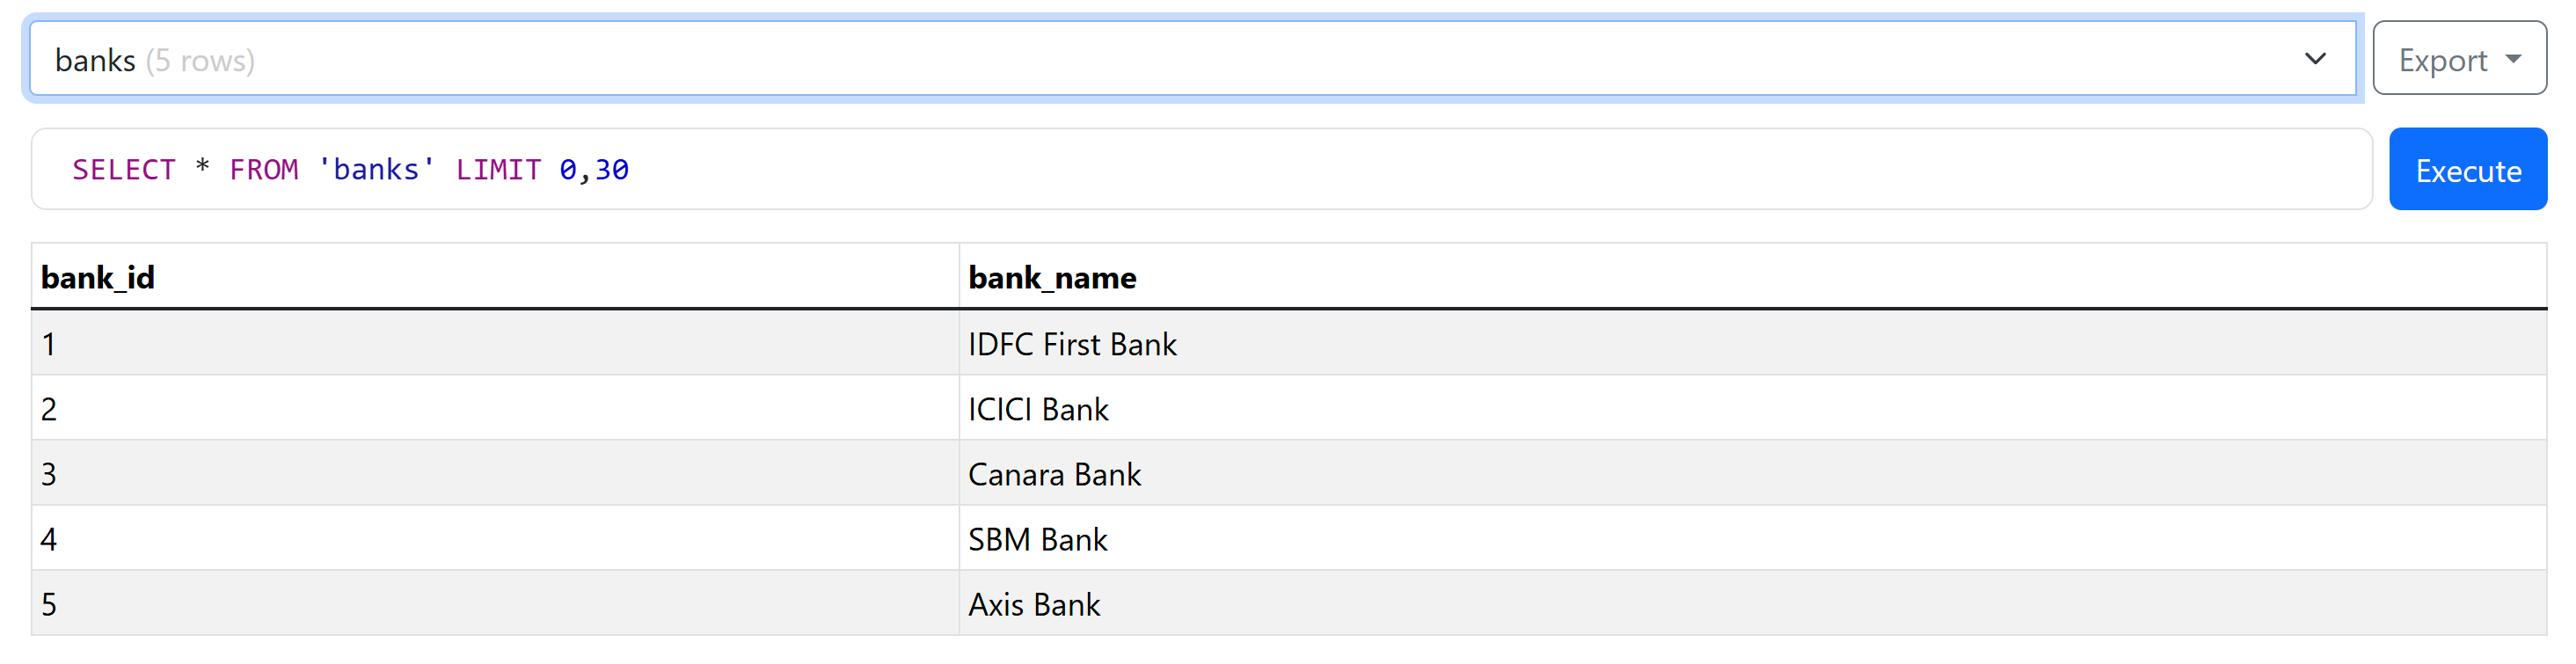 banks (5 rows)
Export
SELECT * FROM 'banks' LIMIT 0,30
Execute
bank_id bank_name
1 IDFC First Bank
2 ICICI Bank
3 Canara Bank
4 SBM Bank
5 Axis Bank